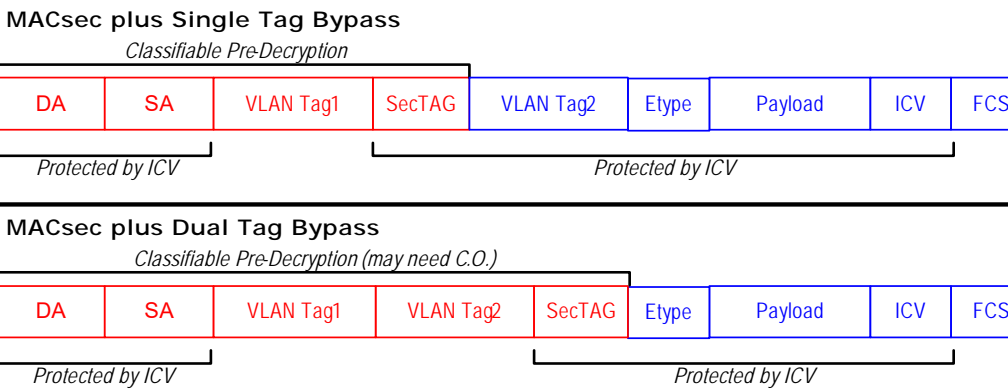 MACsec plus Single Tag Bypass
Classifiable Pre-Decryption
DA SA VLAN Tag1 SecTAG VLAN Tag2 Etype Payload ICV FCS
Protected by ICV Protected by ICV
MACsec plus Dual Tag Bypass
Classifiable Pre-Decryption (may need C.O.)
DA SA VLAN Tag1 VLAN Tag2 SecTAG Etype Payload ICV FCS
Protected by ICV Protected by ICV